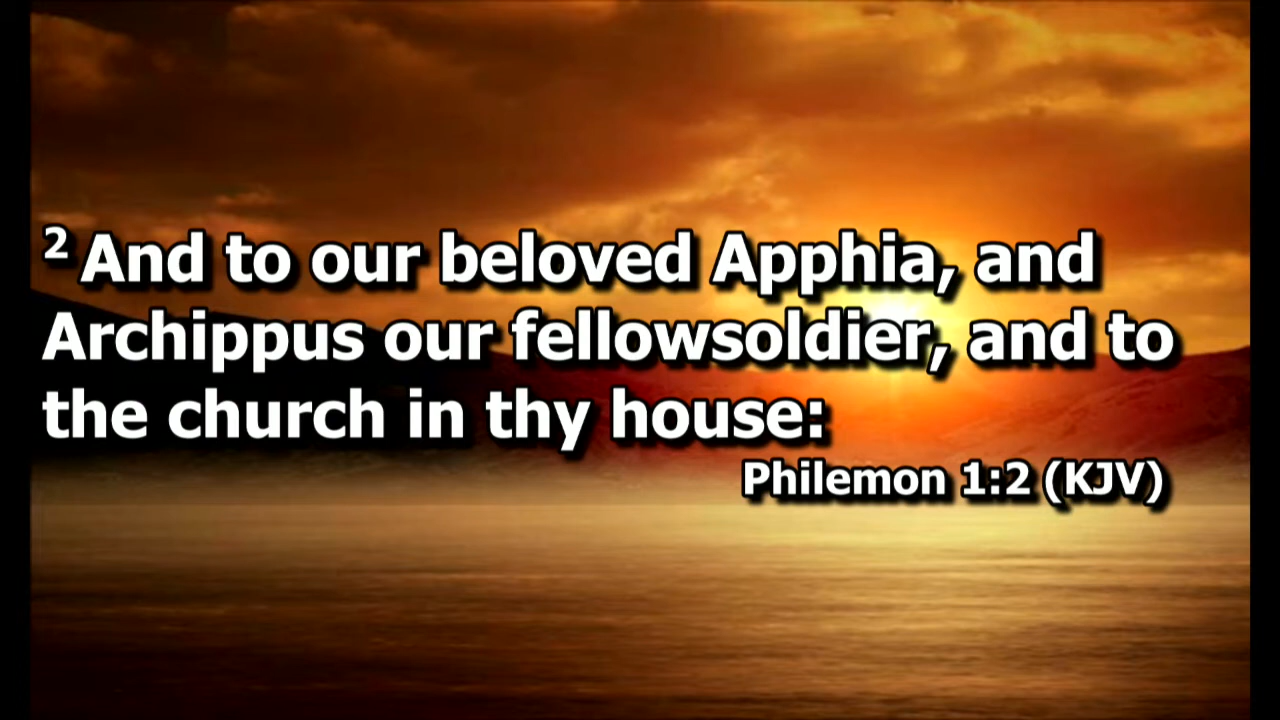 2 And to our beloved Apphia, and
Archippus our fellowsoldier, and to
the church in thy house:
Philemon 1:2 (KJV)